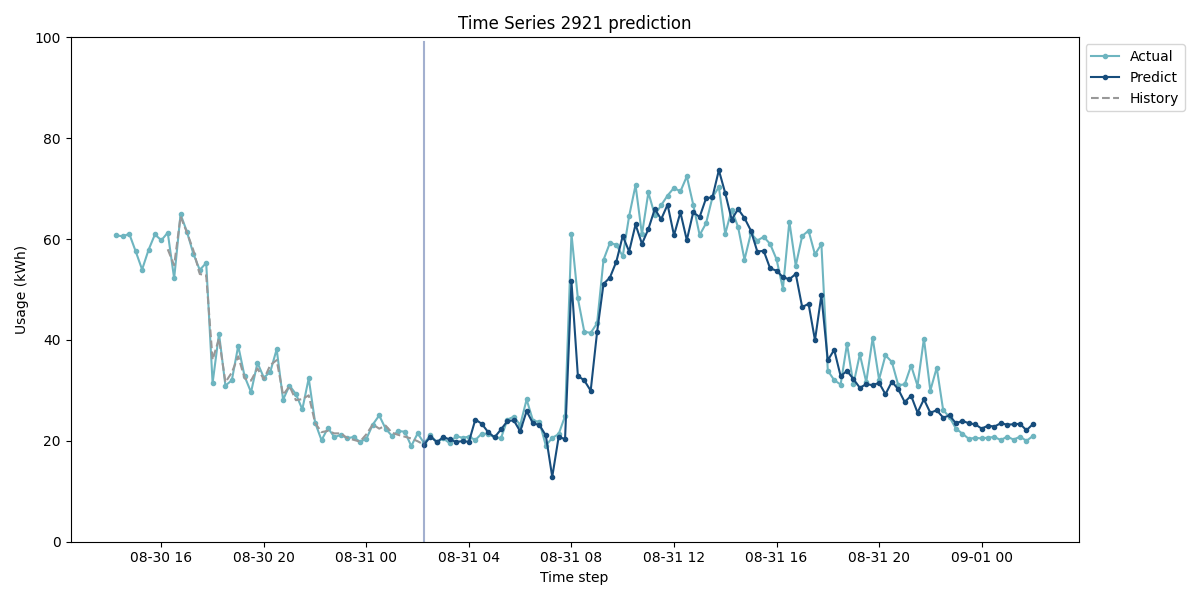 Time Series 2921 prediction
100
80
60
40
20
0
Usage (kWh)
08-30 16
08-30 20
08-31 00
08-31 04
08-31 08
08-31 12
08-31 16
08-31 20
09-01 00
Time step
Actual
Predict
History